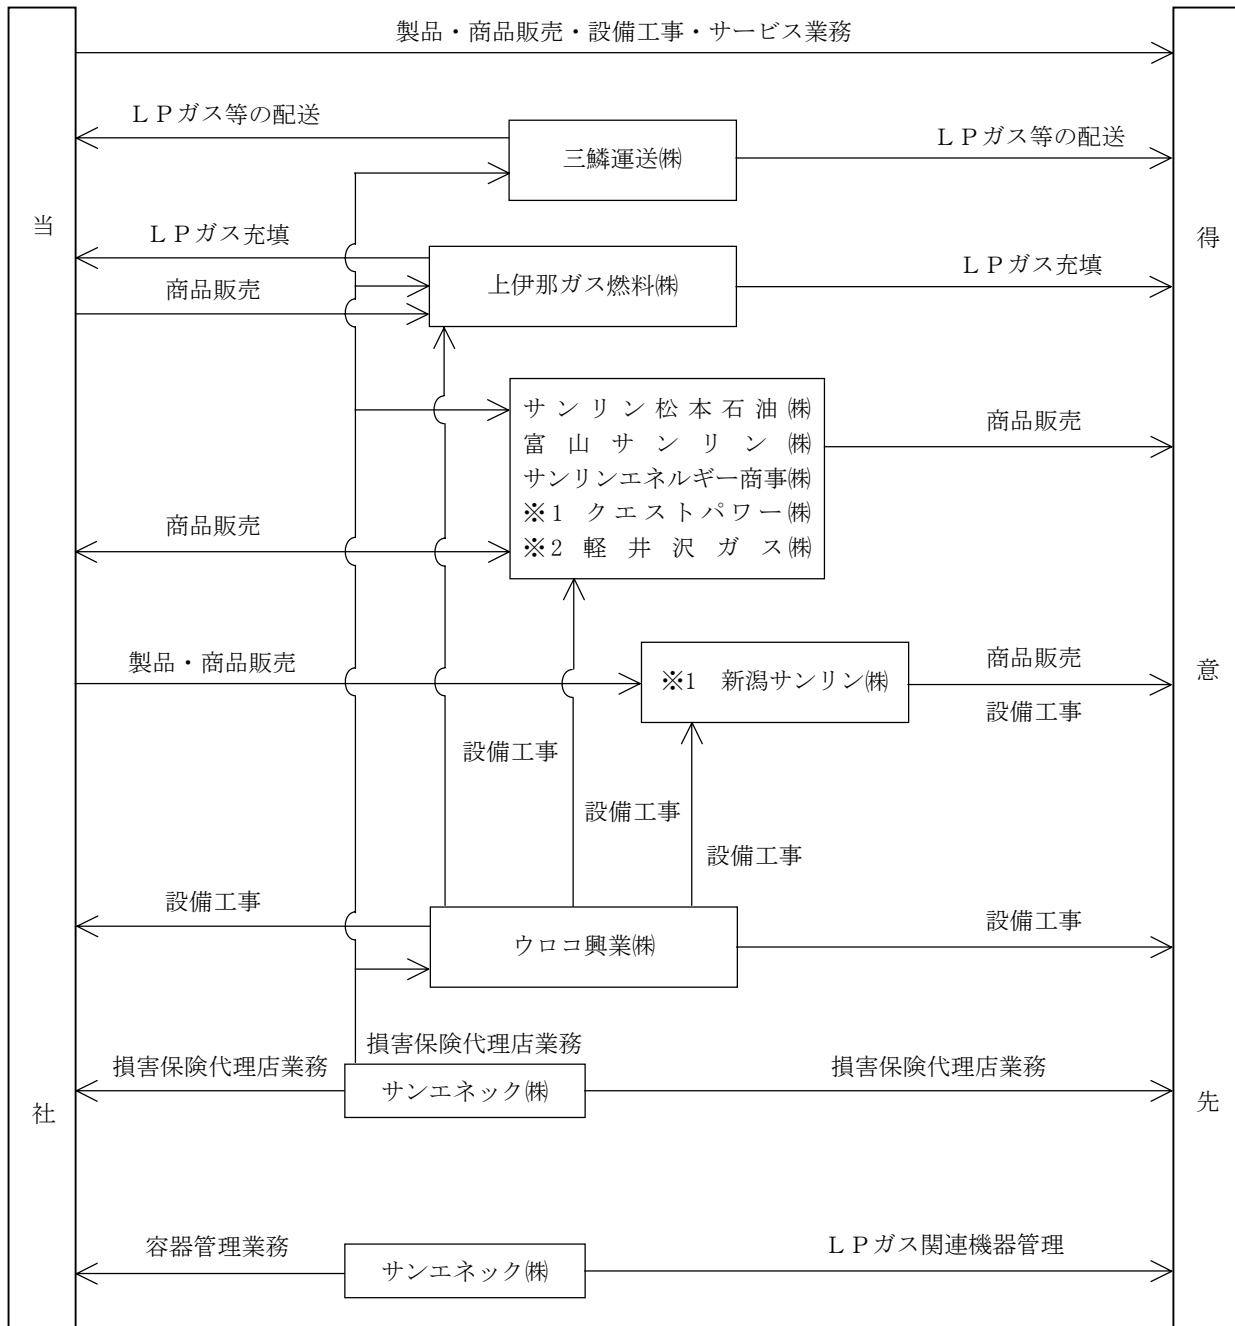 製品・商品販売・設備工事・サービス業務
ＬＰガス等の配送
三鱗運送㈱
ＬＰガス等の配送
当
得
ＬＰガス充填
上伊那ガス燃料㈱
ＬＰガス充填
商品販売
サンリン松本石油㈱
富山サンリン㈱
サンリンエネルギー商事㈱
※1 クエストパワー㈱
※2 軽井沢ガス㈱
商品販売
商品販売
製品・商品販売
※1　新潟サンリン㈱
商品販売
設備工事
意
設備工事
設備工事
設備工事
設備工事
ウロコ興業㈱
設備工事
損害保険代理店業務
損害保険代理店業務
サンエネック㈱
損害保険代理店業務
社
先
容器管理業務
サンエネック㈱
ＬＰガス関連機器管理